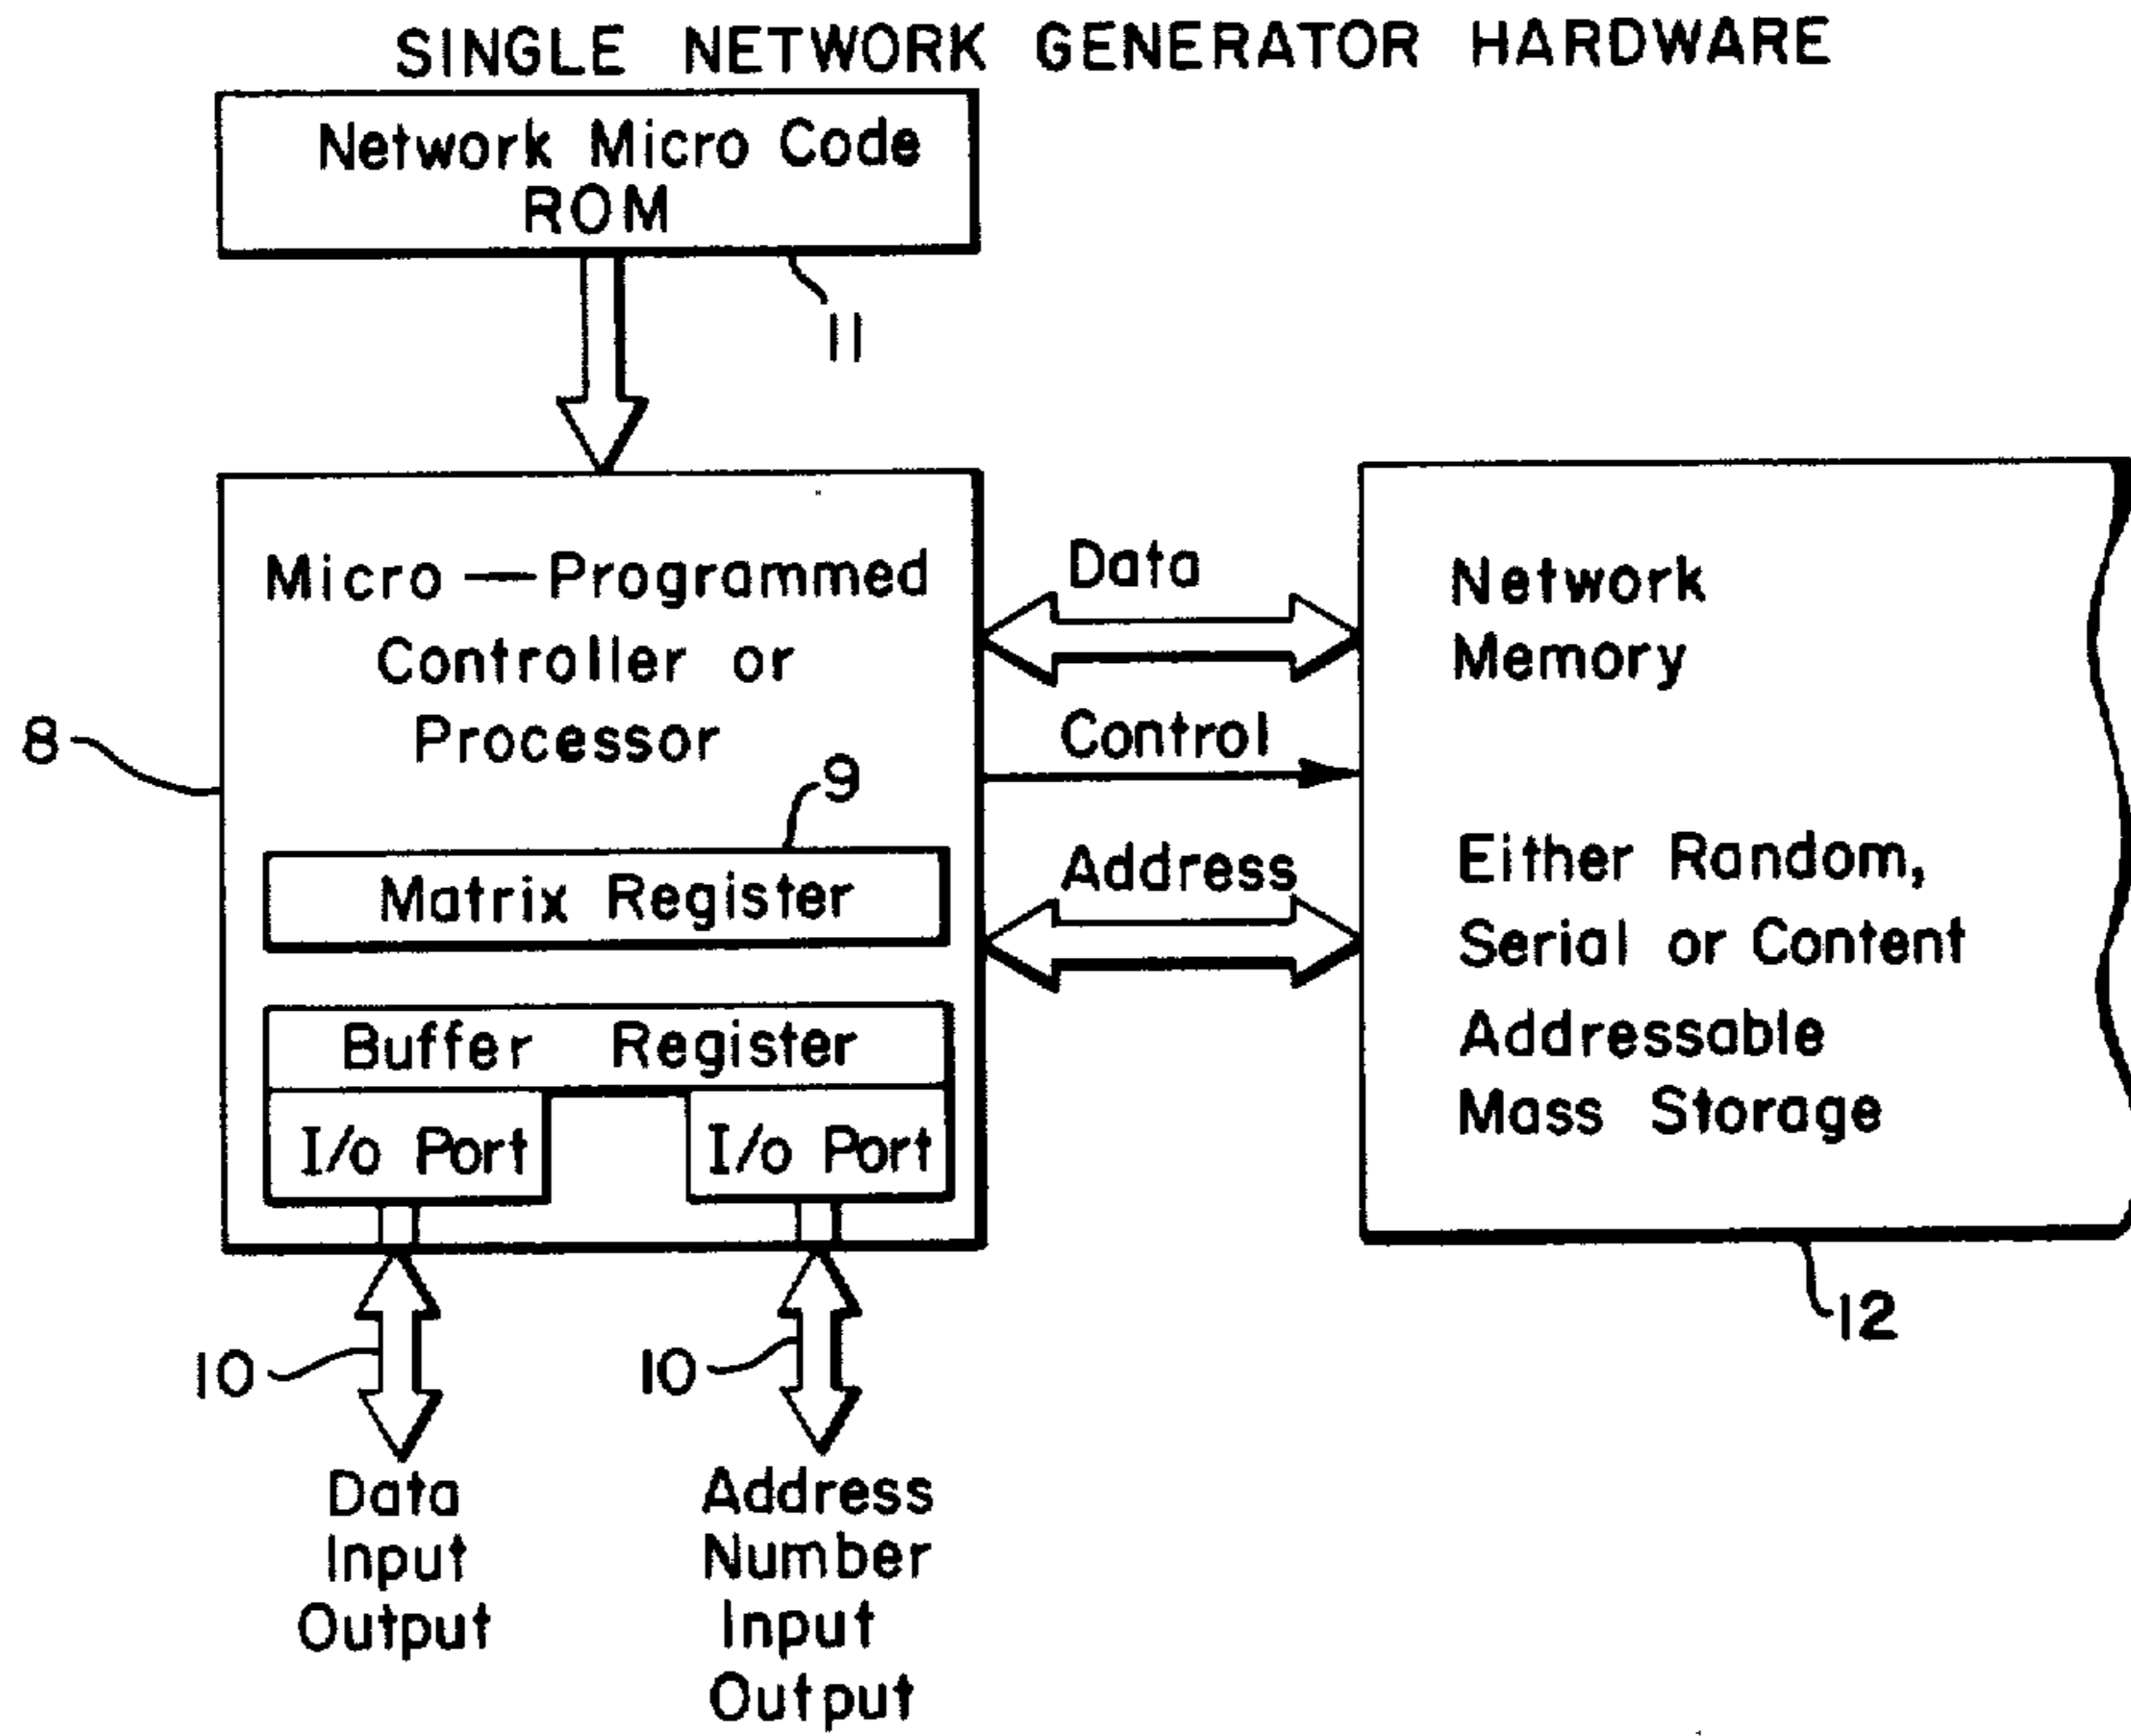 SINGLE NETWORK GENERATOR HARDWARE
Network Micro Code
ROM
11
Micro — Programmed
Controller or
Processor
8
9
Matrix Register
Buffer Register
I/o Port
I/o Port
Data
Control
Address
Network
Memory
Either Random,
Serial or Content
Addressable
Mass Storage
12
10
10
Data
Input
Output
Address
Number
Input
Output